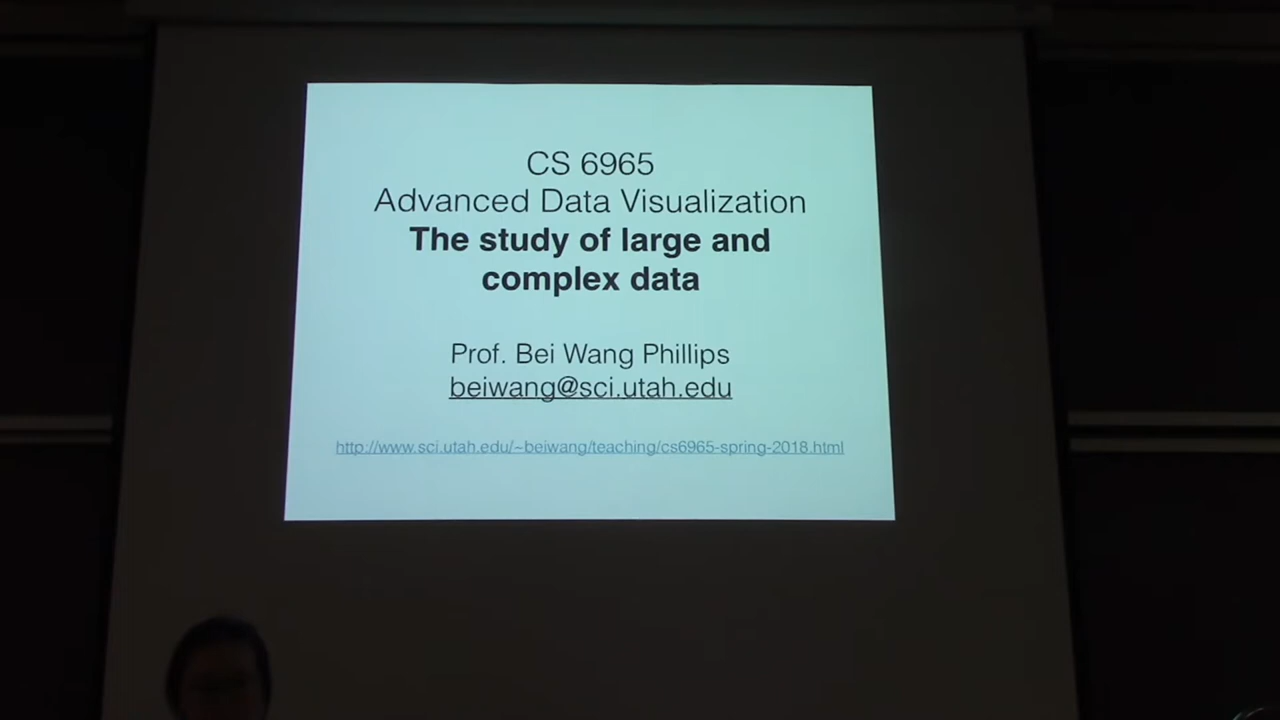 CS 6965
Advanced Data Visualization
The study of large and
complex data
Prof. Bei Wang Phillips
beiwang@sci.utah.edu
http://www.sci.utah.edu/~beiwang/teaching/cs6965-spring-2018.html